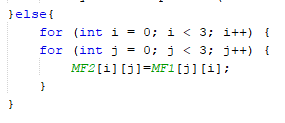 }else{
for (int i = 0; i < 3; i++) {
for (int j = 0; j < 3; j++) {
MF2[i][j]=MF1[j][i];
}
}